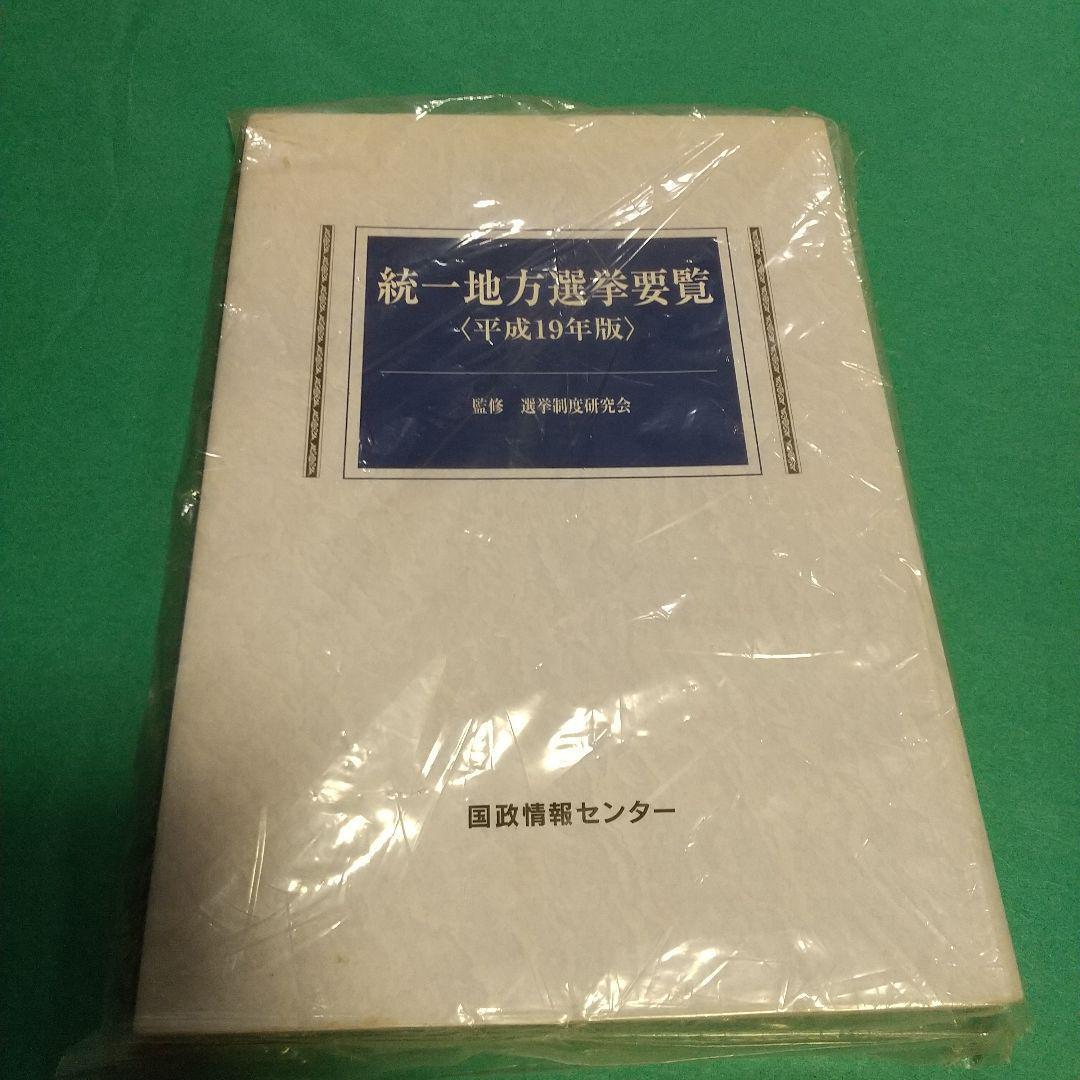 統一地方選挙要覧
〈平成19年版〉
監修　選挙制度研究会
国政情報センター